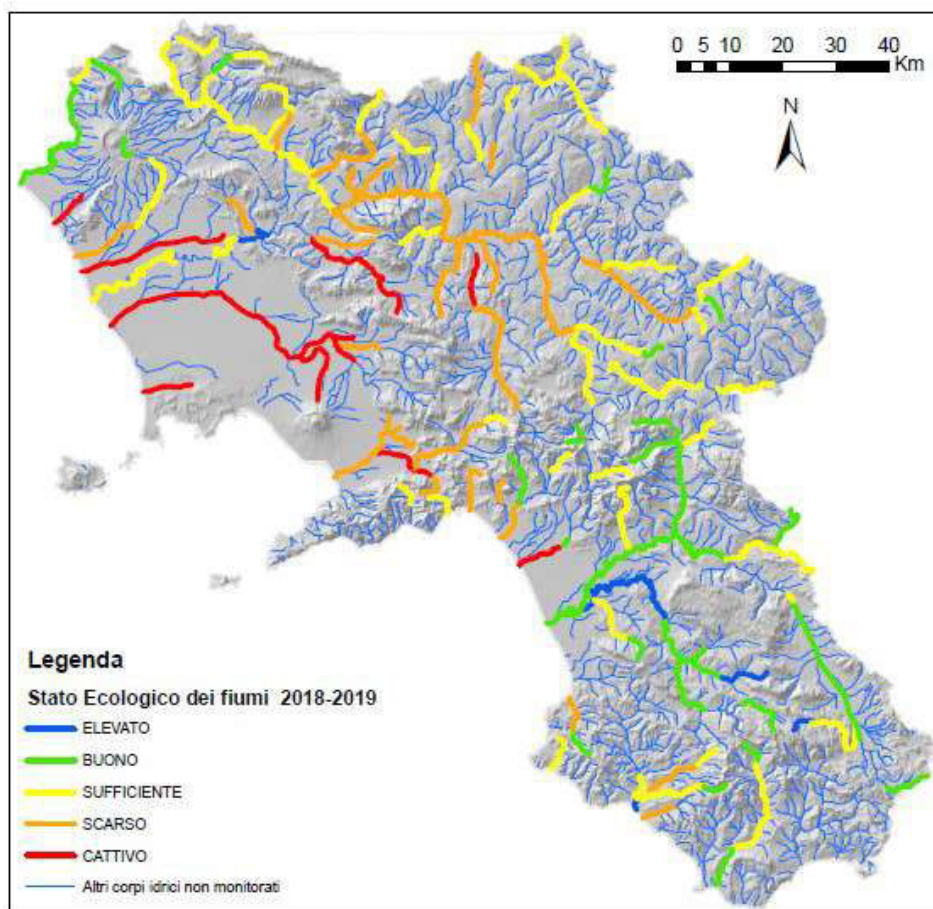 0 5 10 20 30 40
Km
N
Legenda
Stato Ecologico dei fiumi 2018-2019
ELEVATO
BUONO
SUFFICIENTE
SCARSO
CATTIVO
Altri corpi idrici non monitorati